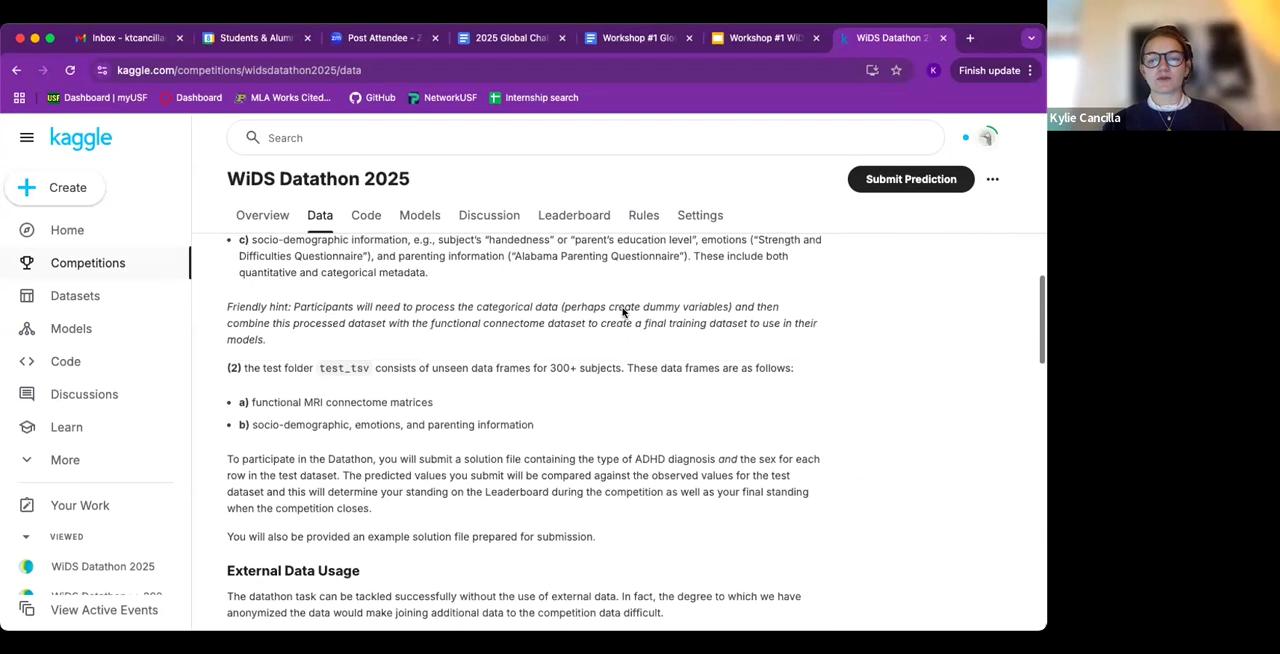 Inbox - ktcancilla
Students & Alum
Post Attendee - Z
2025 Global Cha
Workshop #1 Glo
Workshop #1 WiD
WiDS Datathon 2
kaggle.com/competitions/widsdatathon2025/data
K
Finish update
USF Dashboard | myUSF
Dashboard
MLA Works Cited...
GitHub
NetworkUSF
Internship search
Kylie Cancilla
kaggle
Search
Create
Home
Competitions
Datasets
Models
Code
Discussions
Learn
More
Your Work
VIEWED
WiDS Datathon 2025
View Active Events
WiDS Datathon 2025
Submit Prediction
Overview
Data
Code
Models
Discussion
Leaderboard
Rules
Settings
• c) socio-demographic information, e.g., subject's “handedness” or “parent's education level”, emotions (“Strength and
Difficulties Questionnaire”), and parenting information (“Alabama Parenting Questionnaire”). These include both
quantitative and categorical metadata.
Friendly hint: Participants will need to process the categorical data (perhaps create dummy variables) and then
combine this processed dataset with the functional connectome dataset to create a final training dataset to use in their
models.
(2) the test folder test_tsv consists of unseen data frames for 300+ subjects. These data frames are as follows:
• a) functional MRI connectome matrices
• b) socio-demographic, emotions, and parenting information
To participate in the Datathon, you will submit a solution file containing the type of ADHD diagnosis and the sex for each
row in the test dataset. The predicted values you submit will be compared against the observed values for the test
dataset and this will determine your standing on the Leaderboard during the competition as well as your final standing
when the competition closes.
You will also be provided an example solution file prepared for submission.
External Data Usage
The datathon task can be tackled successfully without the use of external data. In fact, the degree to which we have
anonymized the data would make joining additional data to the competition data difficult.